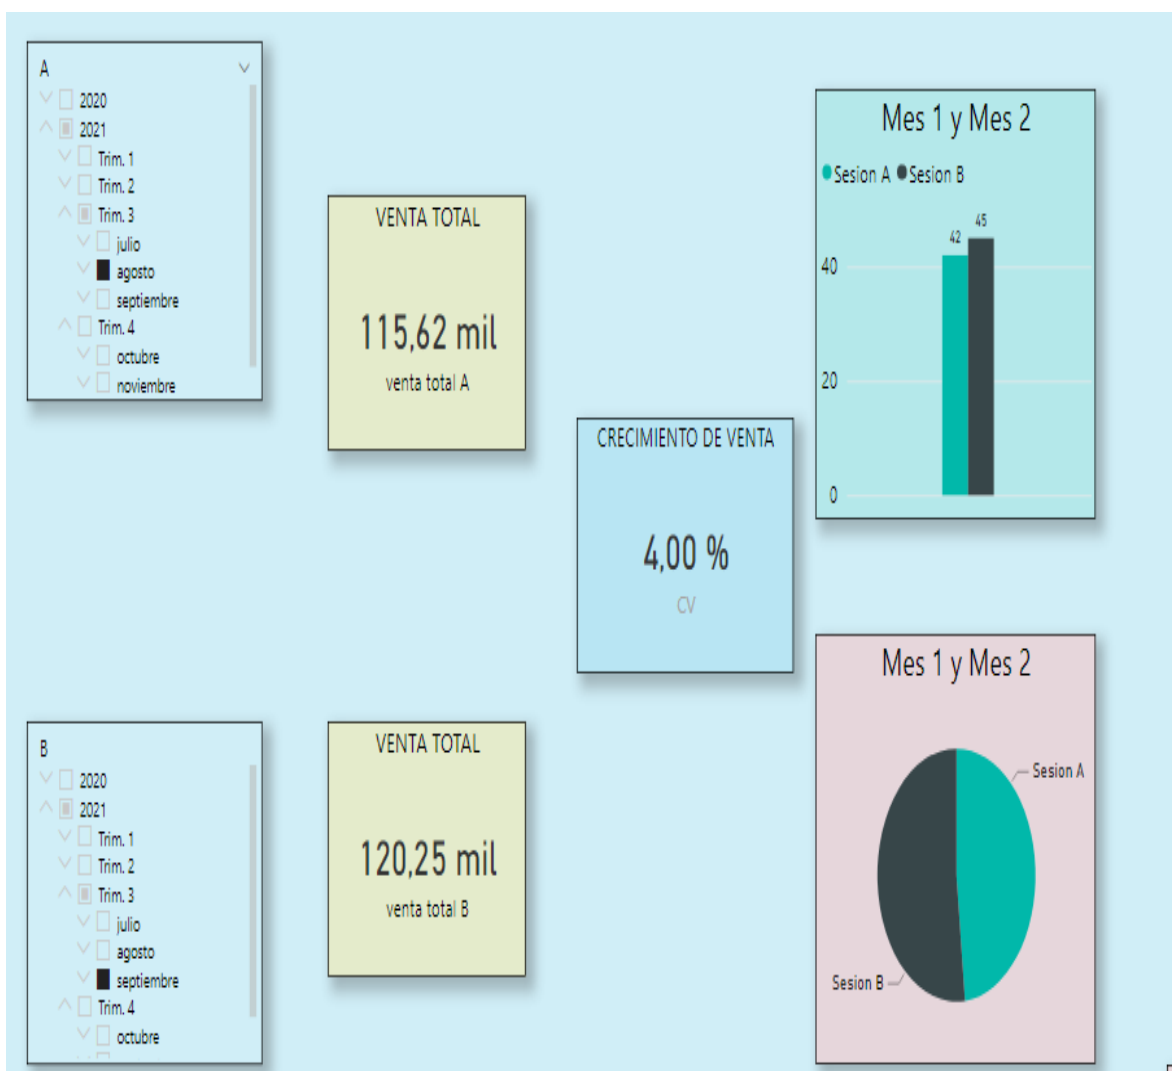 A
2020
2021
Trim. 1
Trim. 2
Trim. 3
julio
agosto
septiembre
Trim. 4
octubre
noviembre
VENTA TOTAL
115,62 mil
venta total A
CRECIMIENTO DE VENTA
4,00 %
CV
Mes 1 y Mes 2
Sesion A Sesion B
45
42
40
20
0
B
2020
2021
Trim. 1
Trim. 2
Trim. 3
julio
agosto
septiembre
Trim. 4
octubre
VENTA TOTAL
120,25 mil
venta total B
Mes 1 y Mes 2
Sesion A
Sesion B